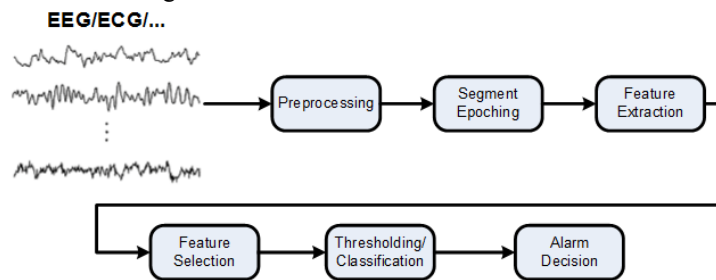 EEG/ECG/...
Preprocessing
Segment
Epoching
Feature
Extraction
Feature
Selection
Thresholding/
Classification
Alarm
Decision